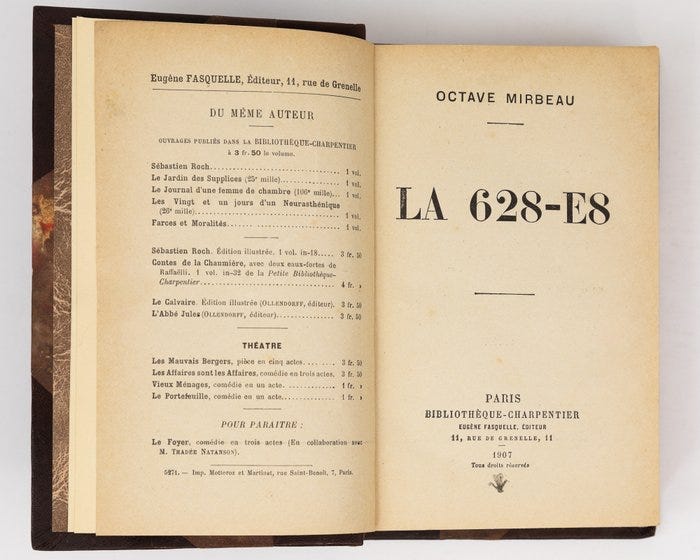 Eugène FASQUELLE, Éditeur, 11, rue de Grenelle
DU MÊME AUTEUR
OUVRAGES PUBLIÉS DANS LA BIBLIOTHÈQUE-CHARPENTIER
à 3 fr. 50 le volume.
Sébastien Roch. 1 vol.
Le Jardin des Supplices (25e mille) 1 vol.
Le Journal d'une femme de chambre (106e mille)... 1 vol.
Les Vingt et un jours d'un Neurasthénique
(26e mille) 1 vol.
Farces et Moralités 1 vol.
Sébastien Roch. Édition illustrée. 1 vol. in-18..... 3 fr. 50
Contes de la Chaumière, avec deux eaux-fortes de
Raffaëlli. 1 vol. in-32 de la Petite Bibliothèque-
Charpentier 4 fr. »
Le Calvaire. Édition illustrée (OLLENDORFF, éditeur). 3 fr. 50
L'Abbé Jules (OLLENDORFF, éditeur) 3 fr. 50
THÉATRE
Les Mauvais Bergers, pièce en cinq actes 3 fr. 50
Les Affaires sont les Affaires, comédie en trois actes. 3 fr. 50
Vieux Ménages, comédie en un acte. 1 fr. »
Le Portefeuille, comédie en un acte. 1 fr. »
POUR PARAITRE :
Le Foyer, comédie en trois actes (En collaboration avec
M. THADÉE NATANSON).
5271. — Imp. Motteroz et Martinet, rue Saint-Benoît, 7, Paris.
OCTAVE MIRBEAU
LA 628-E8
PARIS
BIBLIOTHÈQUE-CHARPENTIER
EUGÈNE FASQUELLE, ÉDITEUR
11, RUE DE GRENELLE, 11
1907
Tous droits réservés